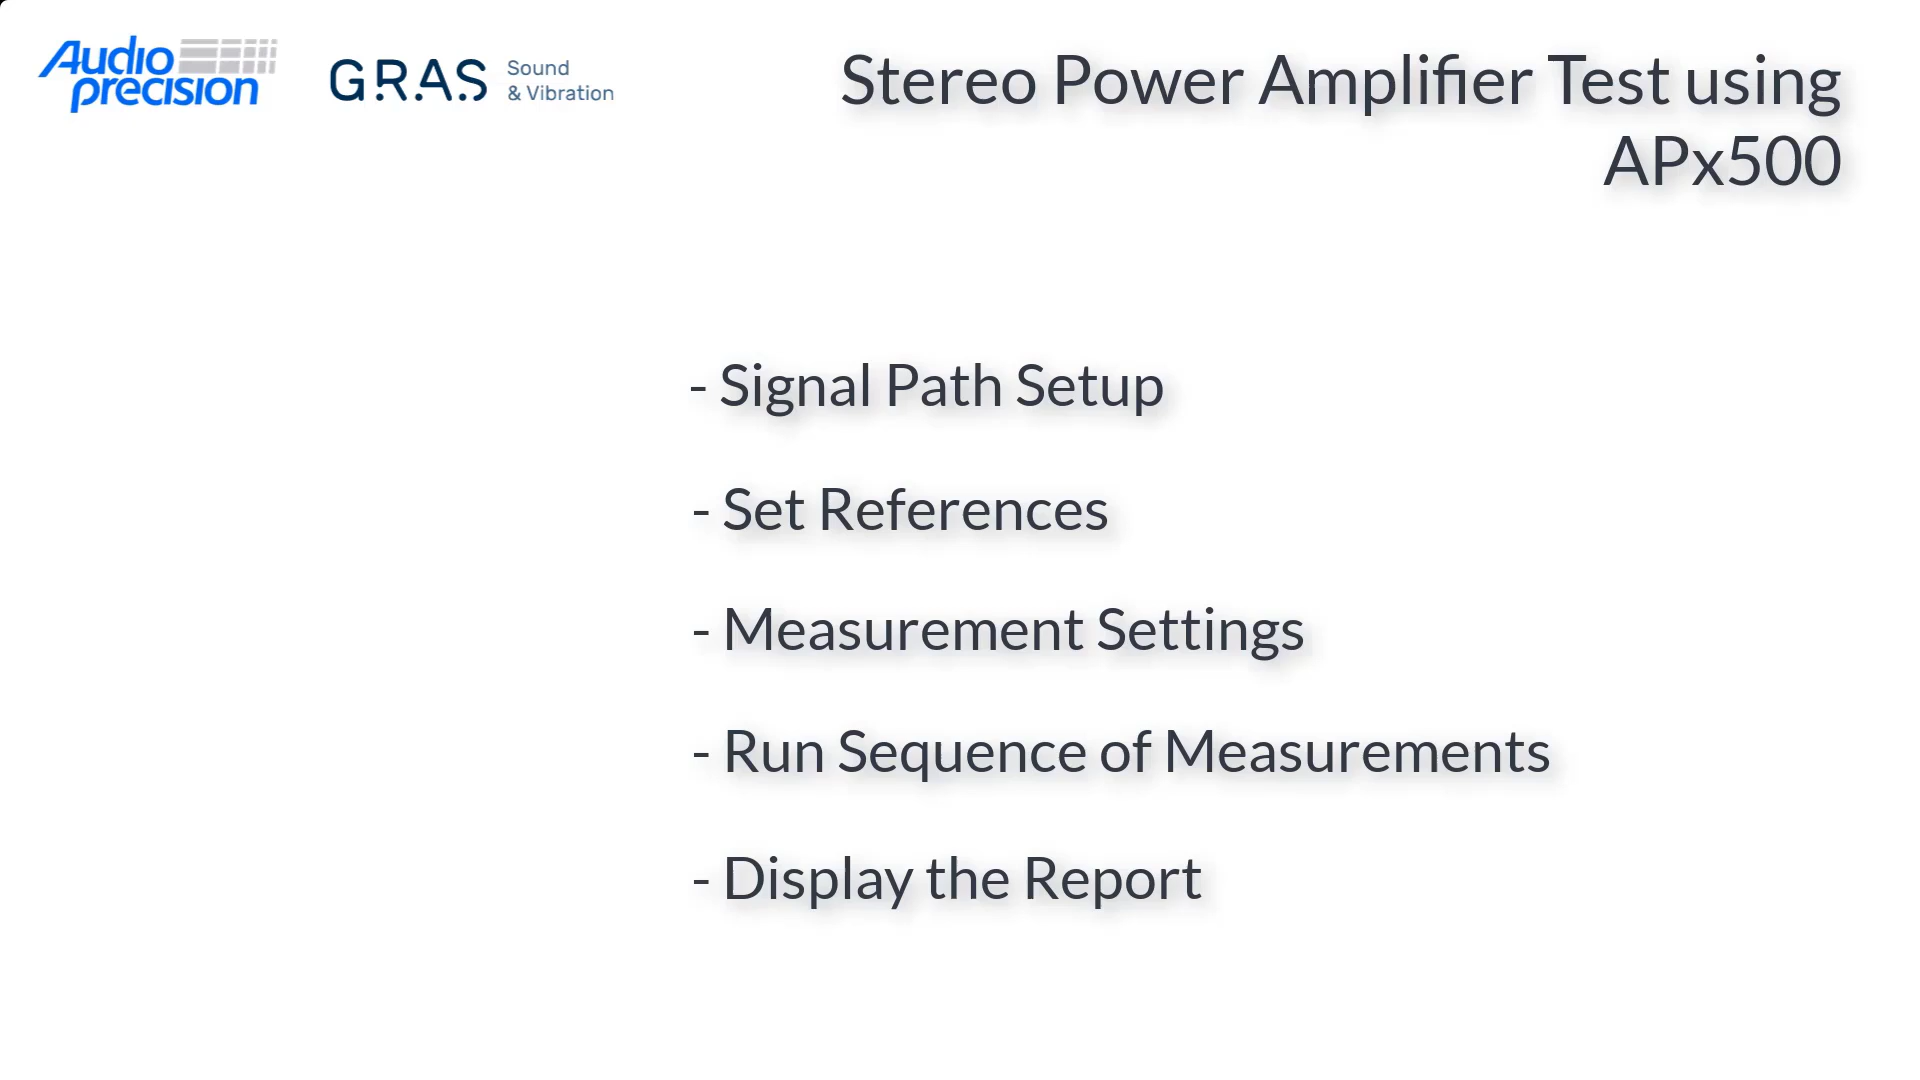 Audio
precision
GRAS
Sound
& Vibration
Stereo Power Amplifier Test using
APx500
- Signal Path Setup
- Set References
- Measurement Settings
- Run Sequence of Measurements
- Display the Report